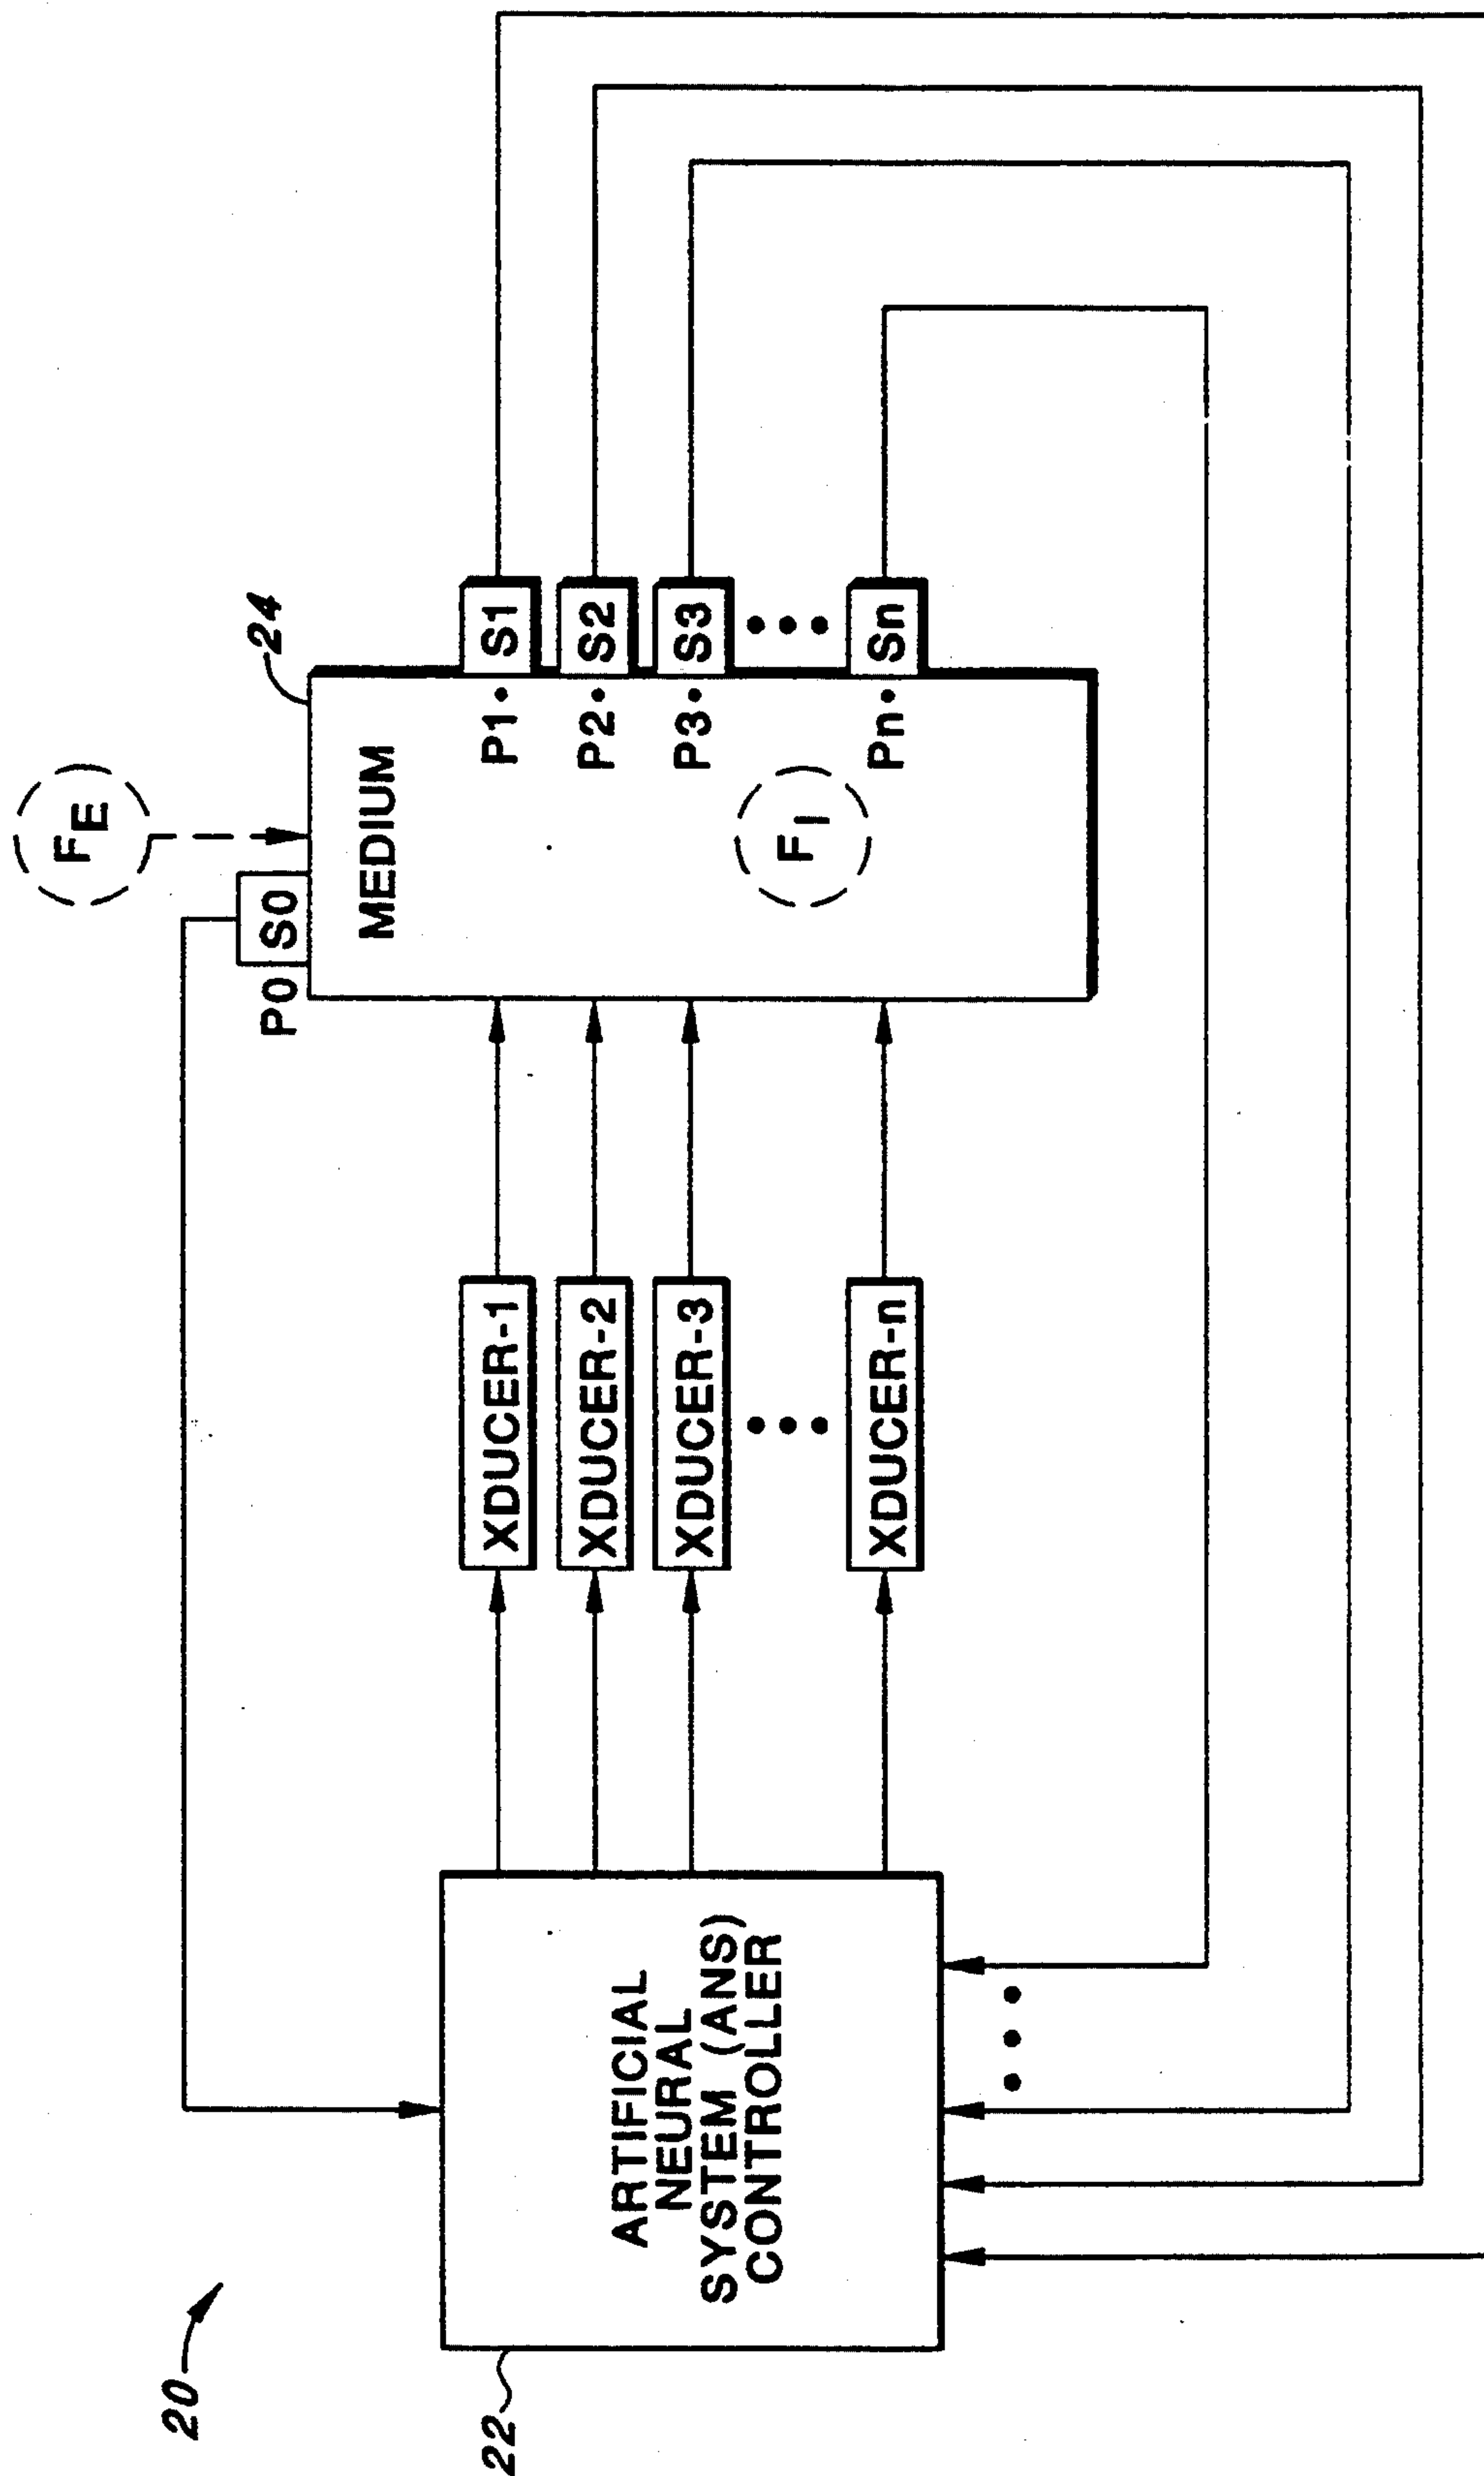 20
22
ARTIFICIAL
NEURAL
SYSTEM (ANS)
CONTROLLER
XDUCER-1
XDUCER-2
XDUCER-3
XDUCER-n
P0
S0
FE
24
MEDIUM
FI
P1
S1
P2
S2
P3
S3
Pn
Sn